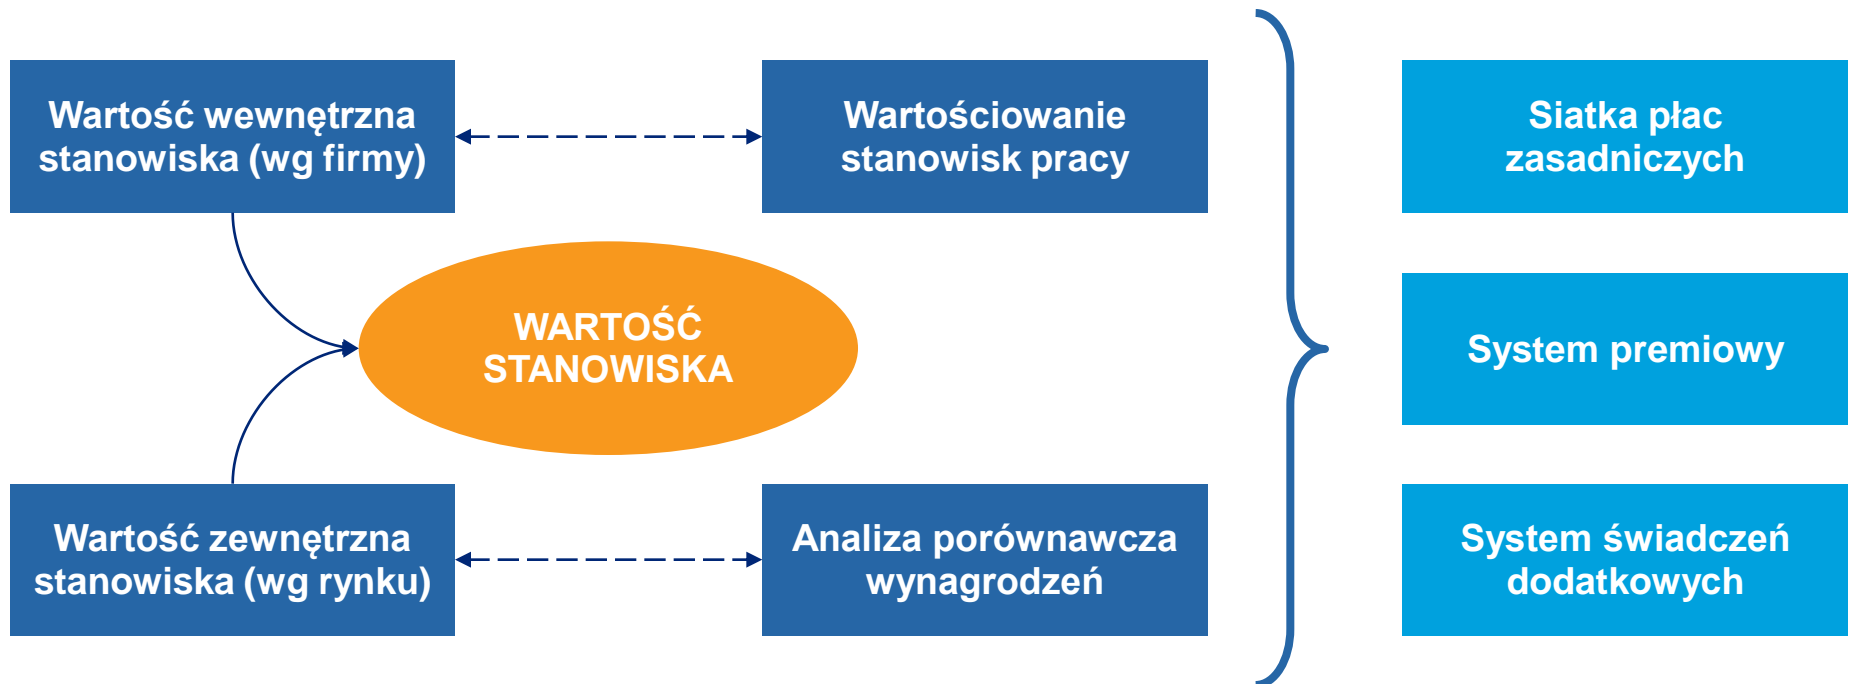 Wartość wewnętrzna
stanowiska (wg firmy)
Wartościowanie
stanowisk pracy
Siatka płac
zasadniczych
WARTOŚĆ
STANOWISKA
System premiowy
Wartość zewnętrzna
stanowiska (wg rynku)
Analiza porównawcza
wynagrodzeń
System świadczeń
dodatkowych